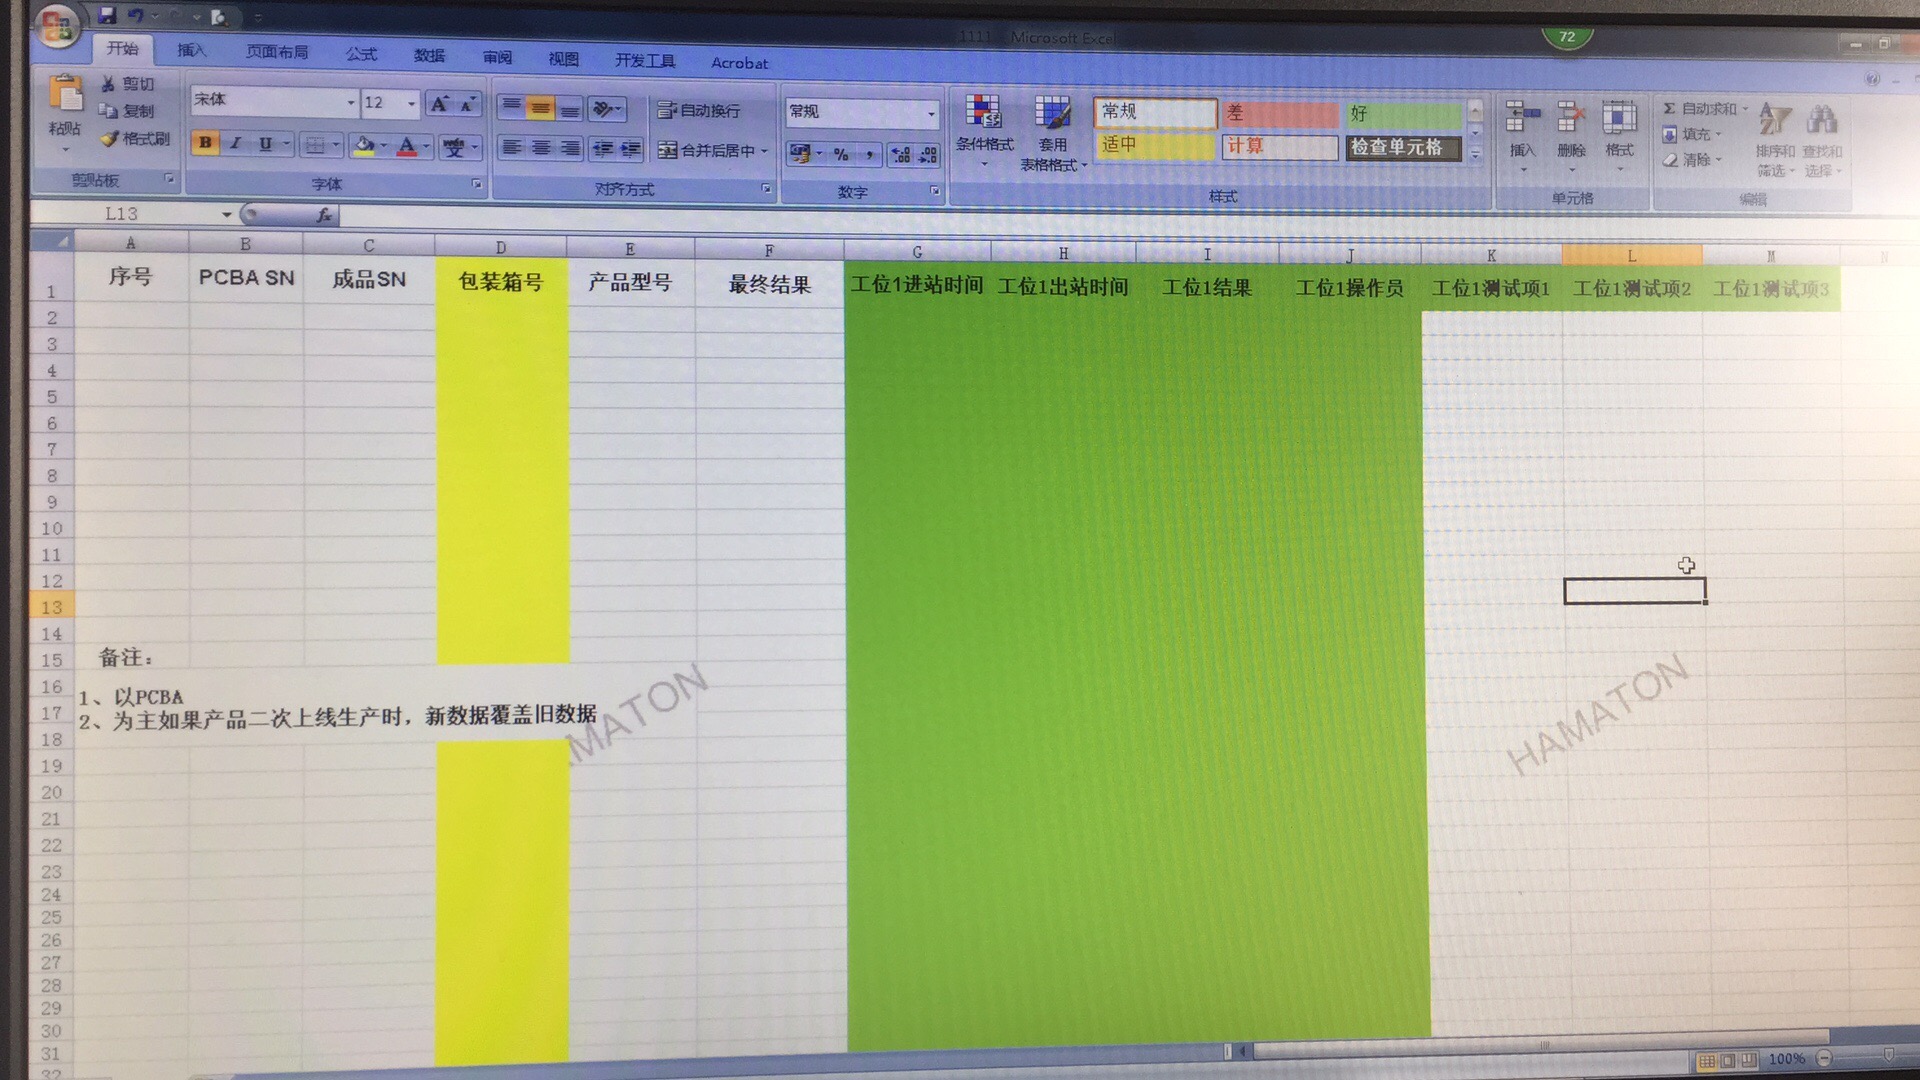 1111 - Microsoft Excel
72
开始 插入 页面布局 公式 数据 审阅 视图 开发工具 Acrobat
粘贴
剪切
复制
格式刷
剪贴板
宋体 12
B I U
字体
自动换行
合并后居中
对齐方式
常规
数字
条件格式
套用
表格格式
常规 差 好
适中 计算 检查单元格
样式
插入 删除 格式
单元格
Σ 自动求和
填充
清除
排序和
筛选
查找和
选择
编辑
L13 fx
A B C D E F G H I J K L M N
1 序号 PCBA SN 成品SN 包装箱号 产品型号 最终结果 工位1进站时间 工位1出站时间 工位1结果 工位1操作员 工位1测试项1 工位1测试项2 工位1测试项3
2
3
4
5
6
7
8
9
10
11
12
13
14
15 备注：
16 1、以PCBA
17 2、为主如果产品二次上线生产时，新数据覆盖旧数据
18
19
20
21
22
23
24
25
26
27
28
29
30
31
32
HAMATON
HAMATON
100%